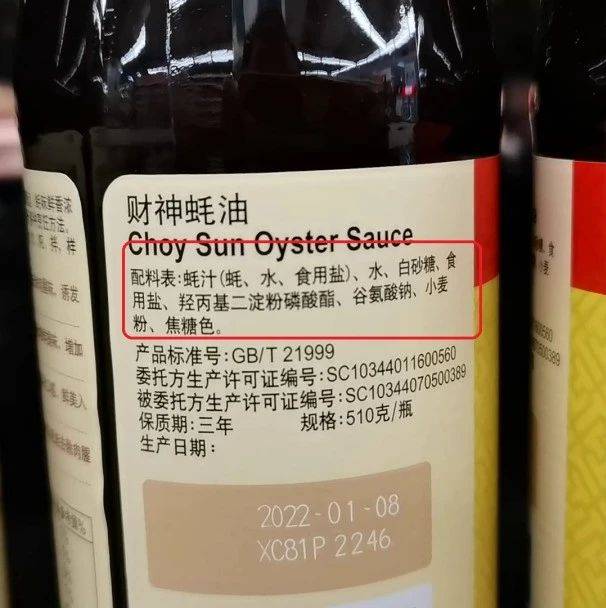 财神蚝油
Choy Sun Oyster Sauce
配料表:蚝汁(蚝、水、食用盐)、水、白砂糖、食
用盐、羟丙基二淀粉磷酸酯、谷氨酸钠、小麦
粉、焦糖色。
产品标准号:GB/T 21999
委托方生产许可证编号:SC10344011600560
被委托方生产许可证编号:SC10344070500389
保质期:三年 规格:510克/瓶
生产日期:
2022-01-08
XC81P 2246